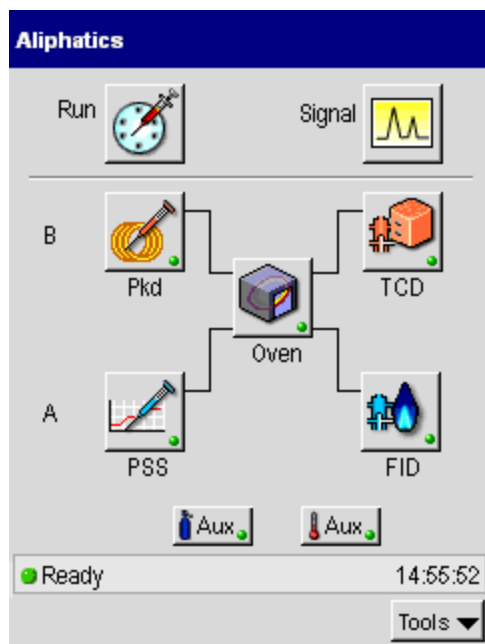 Aliphatics
Run
Signal
B
Pkd
TCD
Oven
A
PSS
FID
Aux
Aux
Ready 14:55:52
Tools